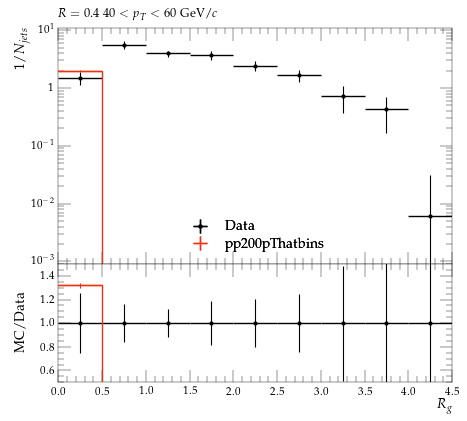 R = 0.4 40 < p_T < 60 GeV/c
1/N_jets
10^1
1
10^−1
10^−2
10^−3
Data
pp200pThatbins
MC/Data
1.4
1.2
1.0
0.8
0.6
0.0 0.5 1.0 1.5 2.0 2.5 3.0 3.5 4.0 4.5
R_g